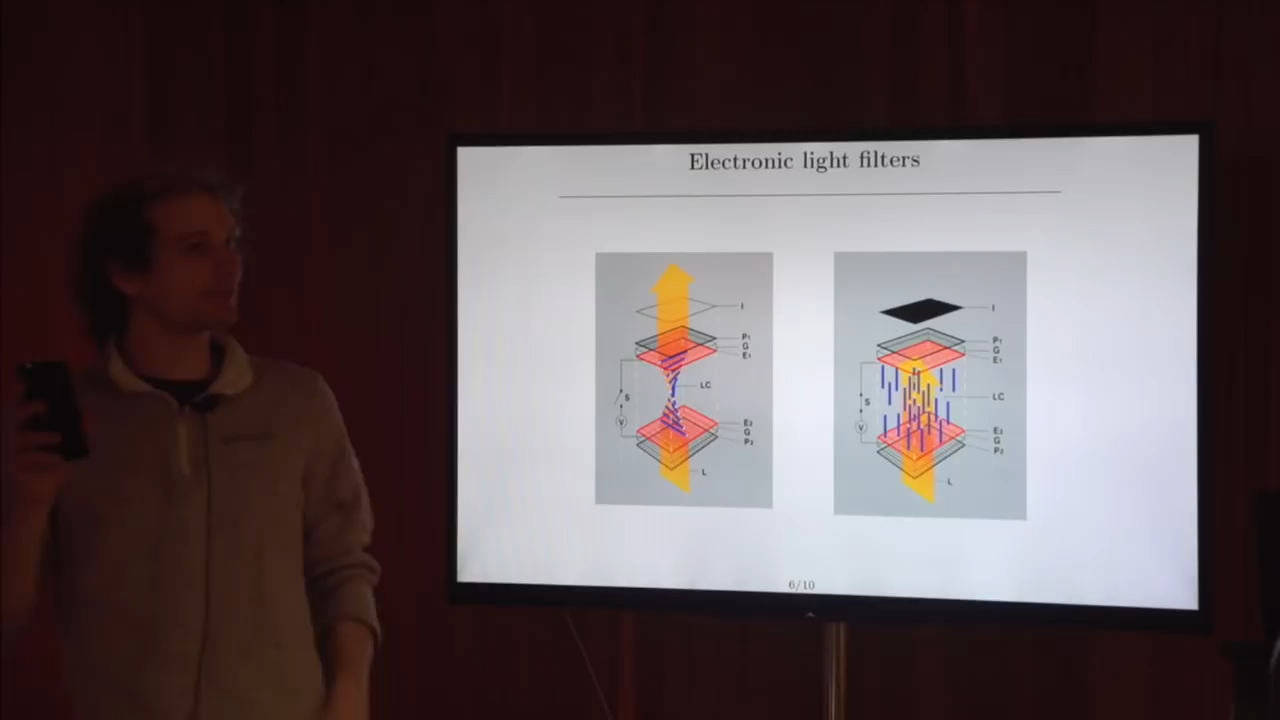 Electronic light filters
I
P1
G
E1
LC
S
V
E2
G
P2
L
I
P1
G
E1
LC
S
V
E2
G
P2
L
6/10